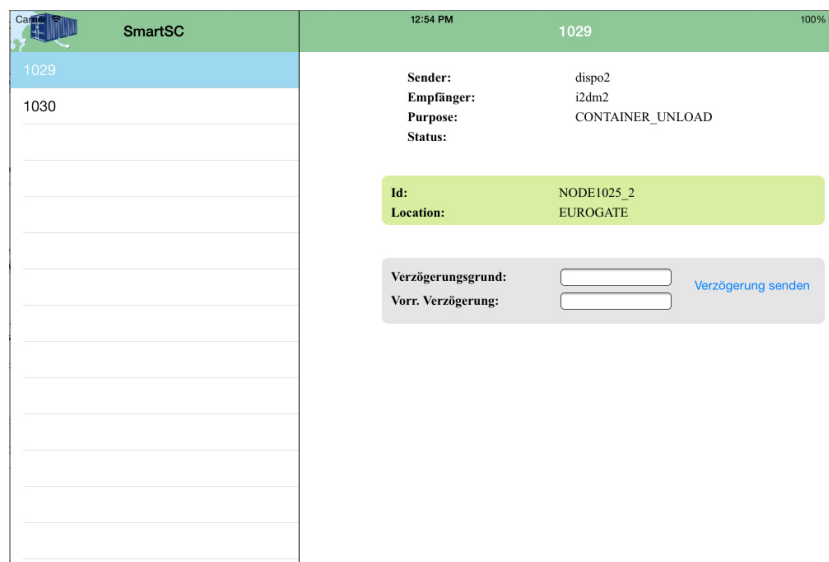 Carrier 12:54 PM 100%
SmartSC
1029
1029
1030
Sender: dispo2
Empfänger: i2dm2
Purpose: CONTAINER_UNLOAD
Status:
Id: NODE1025_2
Location: EUROGATE
Verzögerungsgrund:
Verzögerung senden
Vorr. Verzögerung: